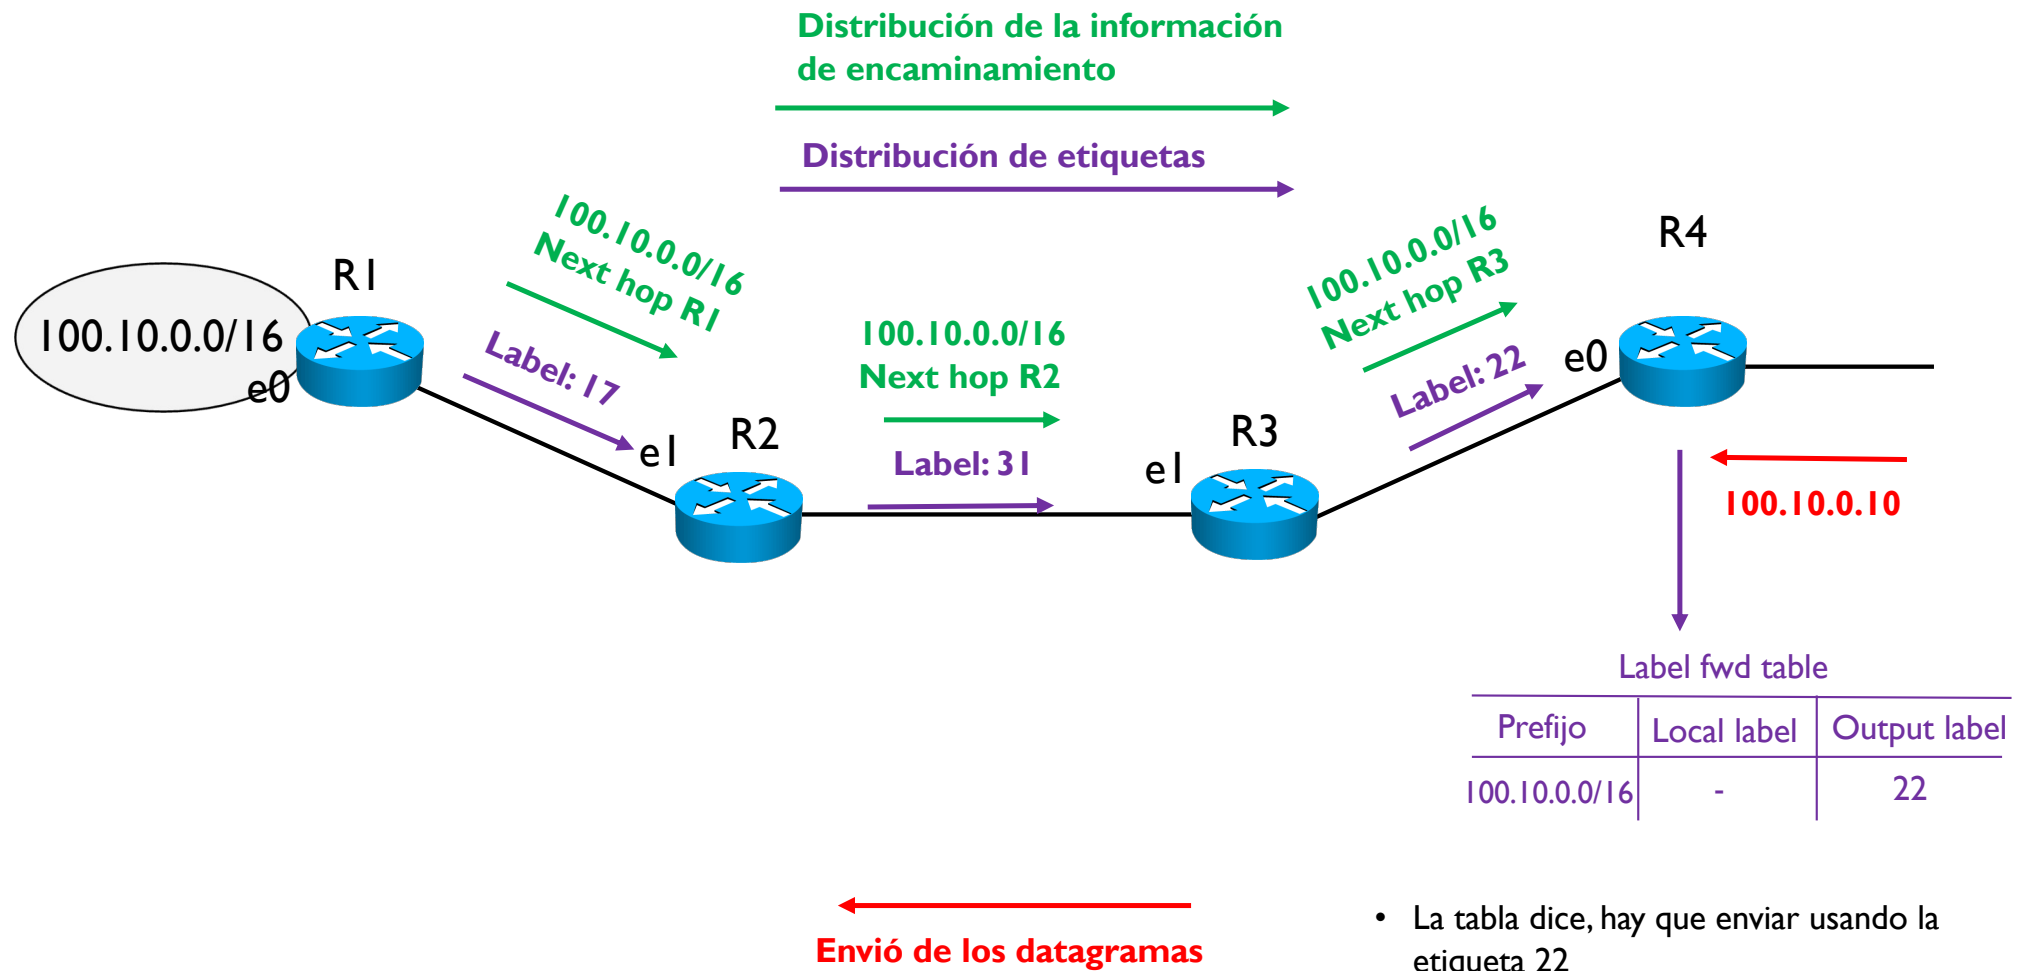 Distribución de la información
de encaminamiento
Distribución de etiquetas
100.10.0.0/16
Next hop R1
Label: 17
100.10.0.0/16
Next hop R2
Label: 31
100.10.0.0/16
Next hop R3
Label: 22
R1
100.10.0.0/16
e0
e1
R2
e1
R3
e0
R4
100.10.0.10
Label fwd table
Prefijo Local label Output label
100.10.0.0/16 - 22
Envió de los datagramas
• La tabla dice, hay que enviar usando la
etiqueta 22